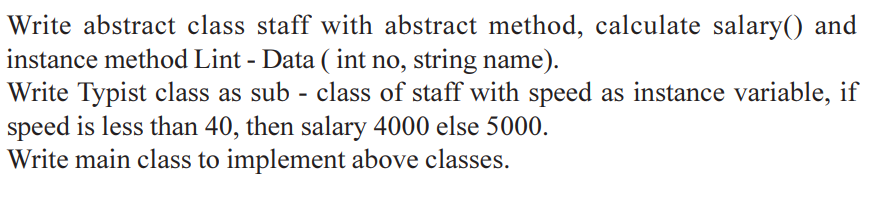 Write abstract class staff with abstract method, calculate salary() and
instance method Lint - Data ( int no, string name).
Write Typist class as sub - class of staff with speed as instance variable, if
speed is less than 40, then salary 4000 else 5000.
Write main class to implement above classes.